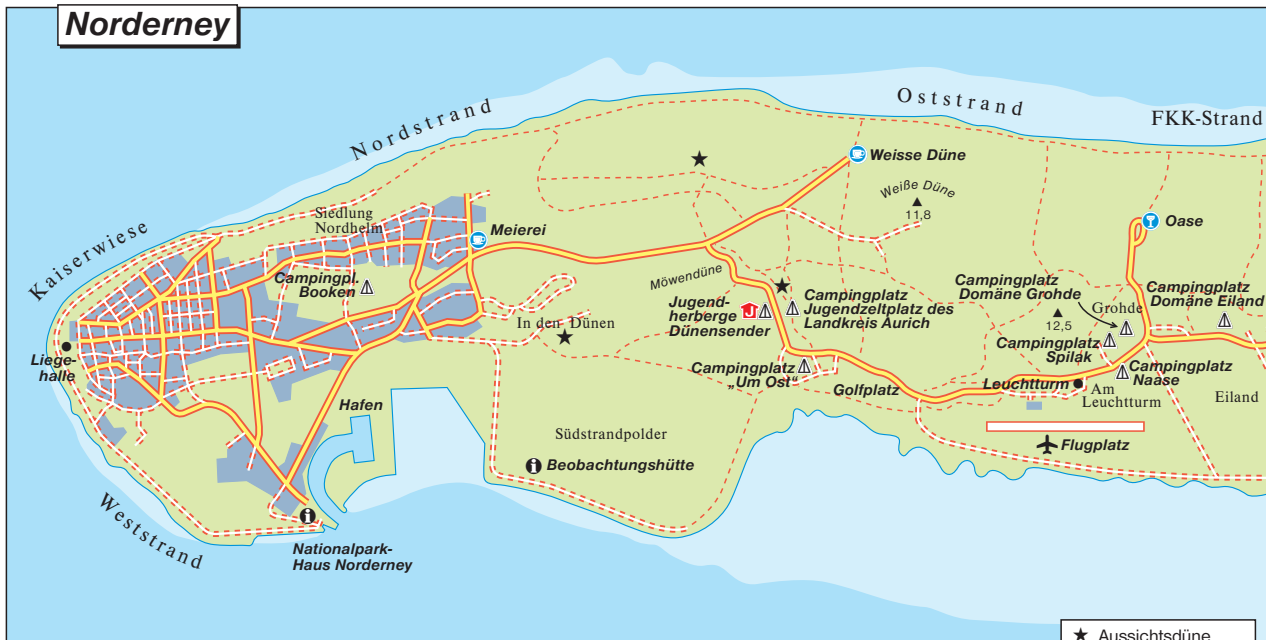 Norderney
Oststrand
FKK-Strand
Nordstrand
Weisse Düne
Weiße Düne
11,8
Siedlung
Nordhelm
Meierei
Oase
Kaiserwiese
Campingpl.
Booken
Möwendüne
Campingplatz
Domäne Grohde
Grohde
12,5
Campingplatz
Domäne Eiland
Jugend-
herberge
Dünensender
Campingplatz
Jugendzeltplatz des
Landkreis Aurich
In den Dünen
Campingplatz
Spilak
Liege-
halle
Campingplatz
„Um Ost“
Golfplatz
Leuchtturm
Campingplatz
Naase
Am
Leuchtturm
Eiland
Hafen
Südstrandpolder
Flugplatz
Beobachtungshütte
Weststrand
Nationalpark-
Haus Norderney
Aussichtsdüne